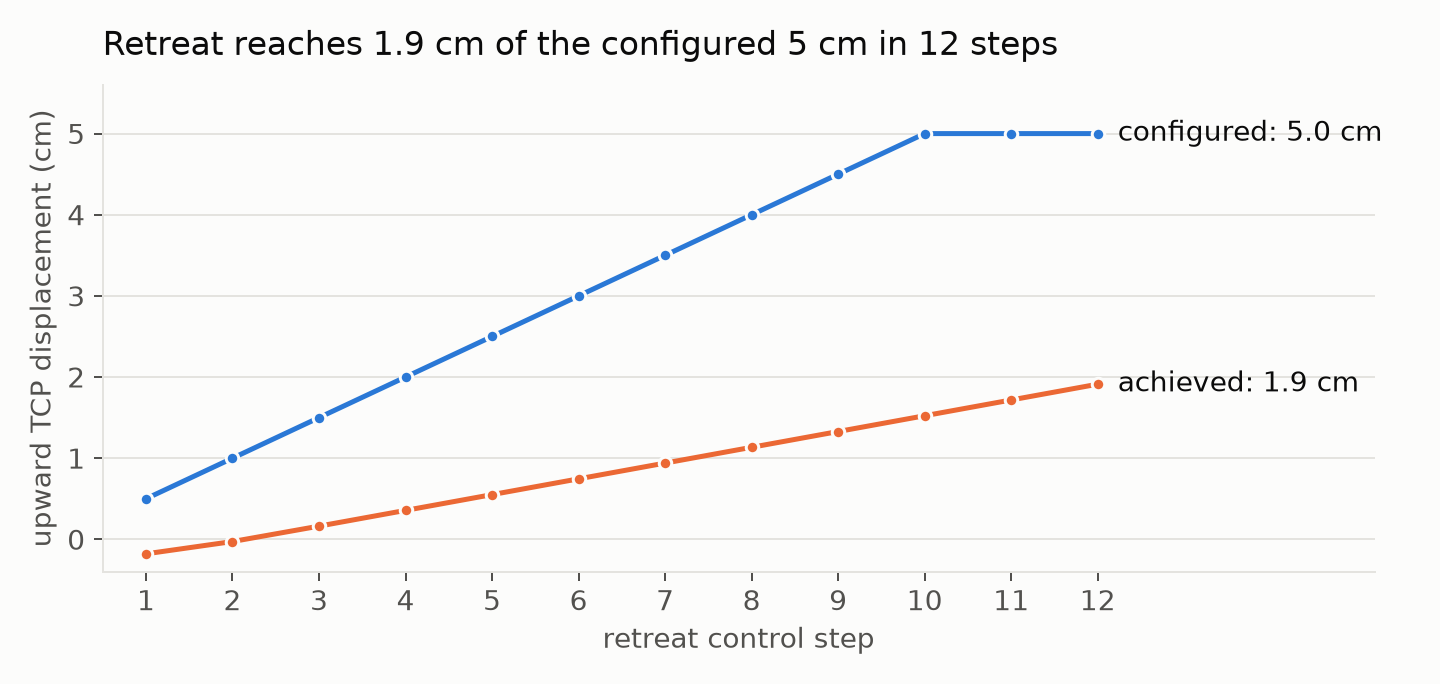 Retreat reaches 1.9 cm of the configured 5 cm in 12 steps
upward TCP displacement (cm)
5
4
3
2
1
0
configured: 5.0 cm
achieved: 1.9 cm
1 2 3 4 5 6 7 8 9 10 11 12
retreat control step